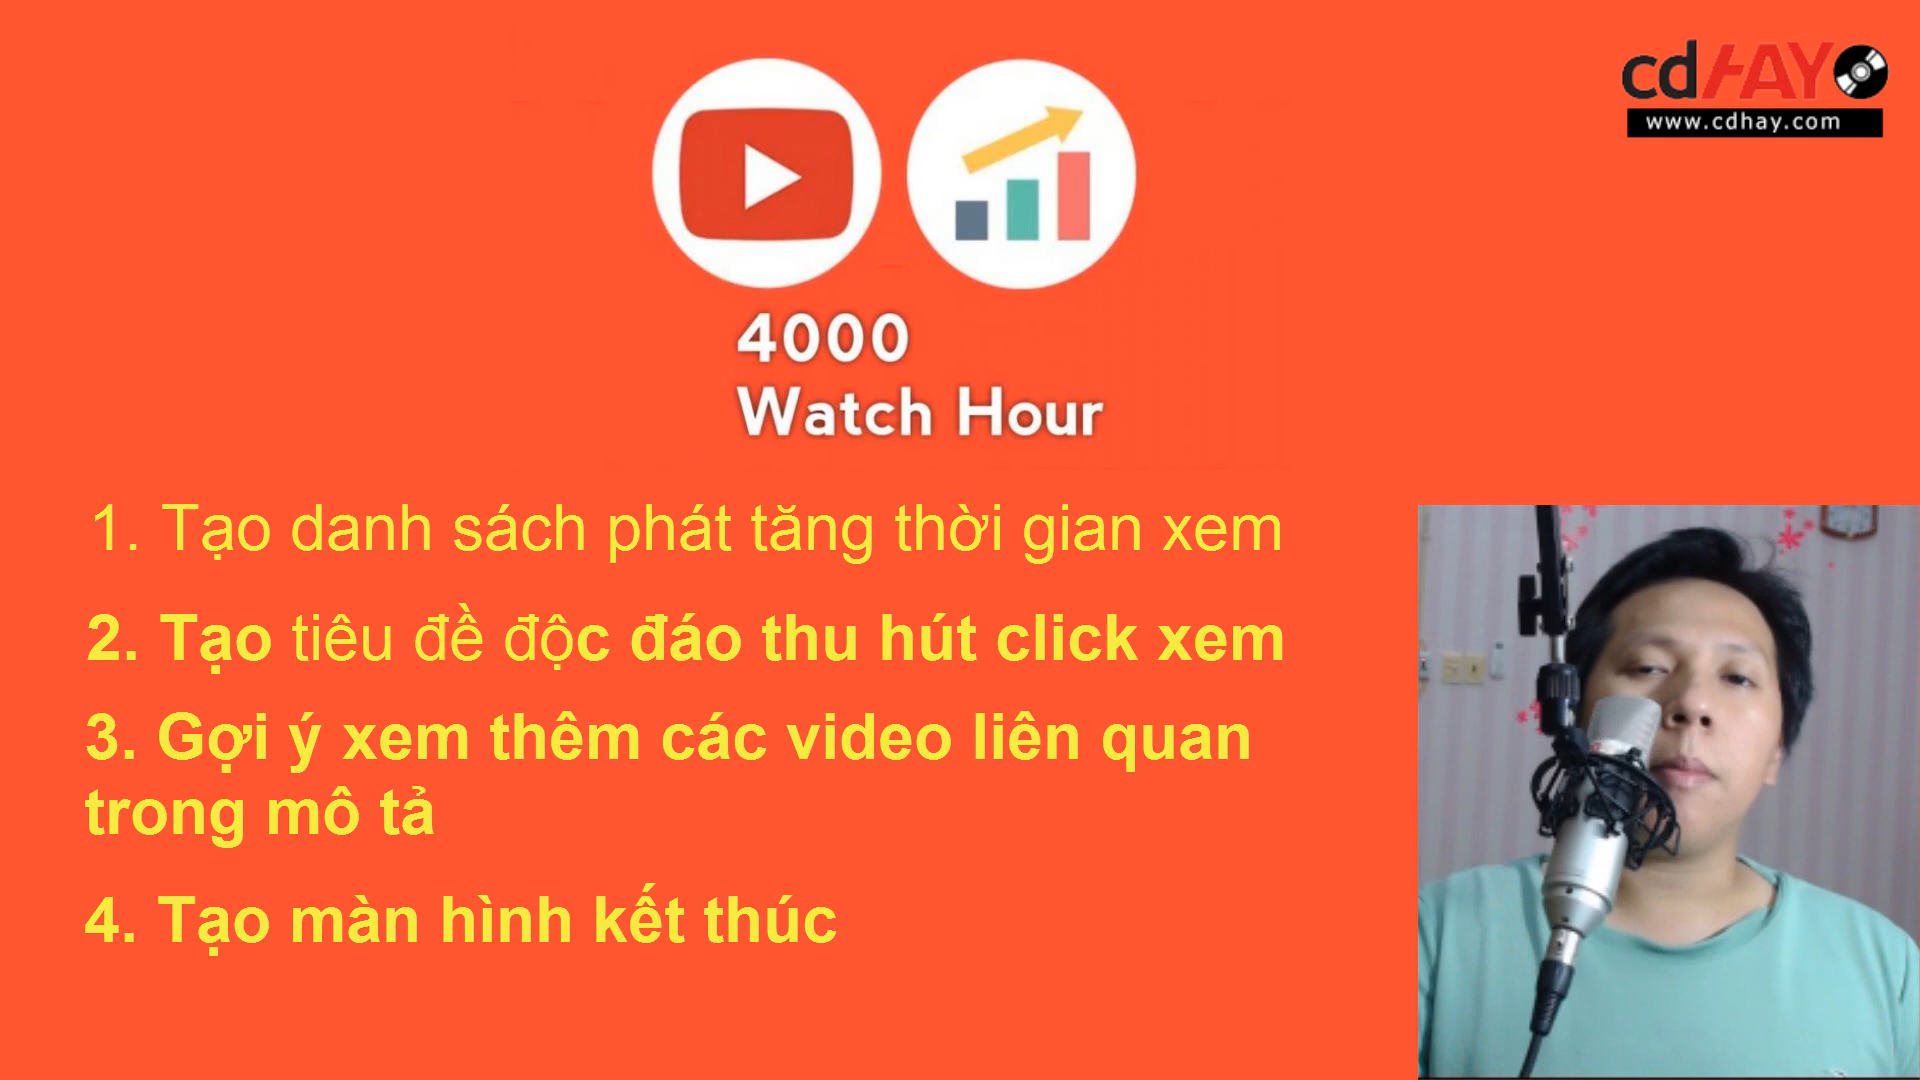 cdHAY
www.cdhay.com
4000
Watch Hour
1. Tạo danh sách phát tăng thời gian xem
2. Tạo tiêu đề độc đáo thu hút click xem
3. Gợi ý xem thêm các video liên quan
trong mô tả
4. Tạo màn hình kết thúc